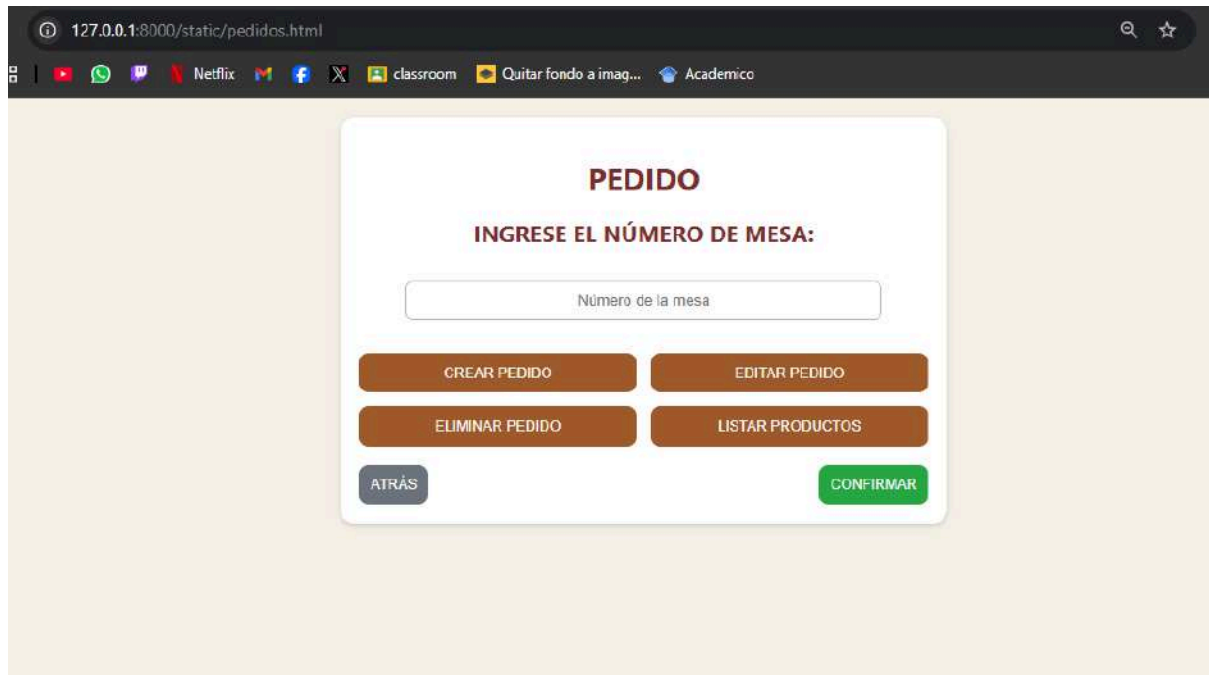 127.0.0.1:8000/static/pedidos.html
Netflix classroom Quitar fondo a imag... Academico
PEDIDO
INGRESE EL NÚMERO DE MESA:
Número de la mesa
CREAR PEDIDO EDITAR PEDIDO
ELIMINAR PEDIDO LISTAR PRODUCTOS
ATRÁS CONFIRMAR